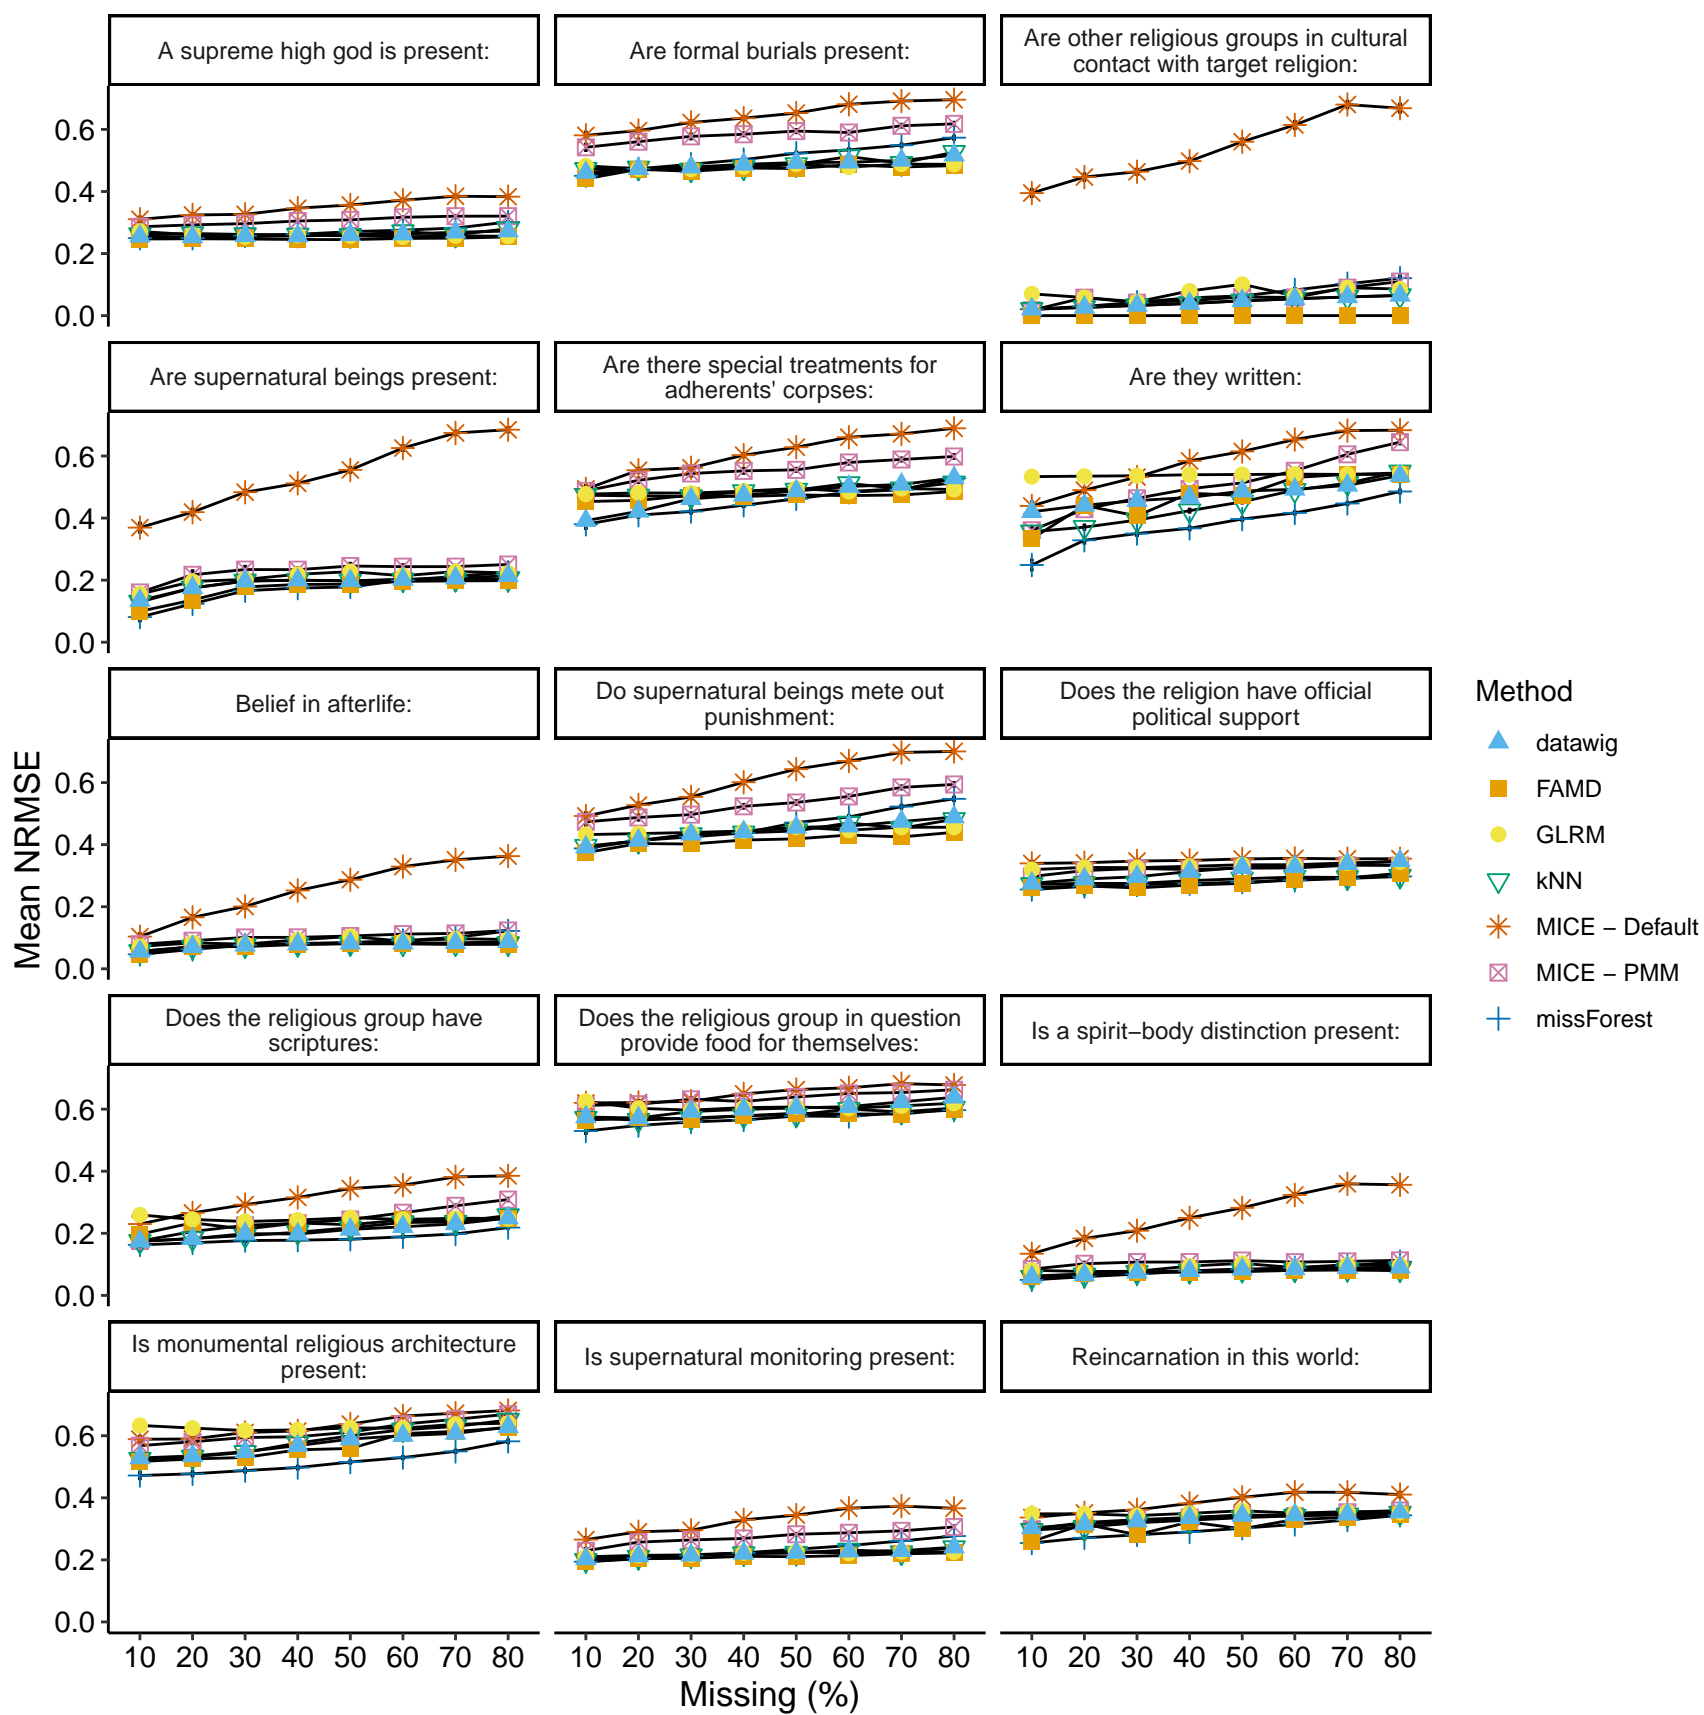 A supreme high god is present:
Are formal burials present:
Are other religious groups in cultural
contact with target religion:
0.6
0.4
0.2
0.0
Are supernatural beings present:
Are there special treatments for
adherents' corpses:
Are they written:
0.6
0.4
0.2
0.0
Belief in afterlife:
Do supernatural beings mete out
punishment:
Does the religion have official
political support
0.6
0.4
0.2
0.0
Does the religious group have
scriptures:
Does the religious group in question
provide food for themselves:
Is a spirit−body distinction present:
0.6
0.4
0.2
0.0
Is monumental religious architecture
present:
Is supernatural monitoring present:
Reincarnation in this world:
0.6
0.4
0.2
0.0
10 20 30 40 50 60 70 80
10 20 30 40 50 60 70 80
10 20 30 40 50 60 70 80
Missing (%)
Mean NRMSE
Method
datawig
FAMD
GLRM
kNN
MICE − Default
MICE − PMM
missForest